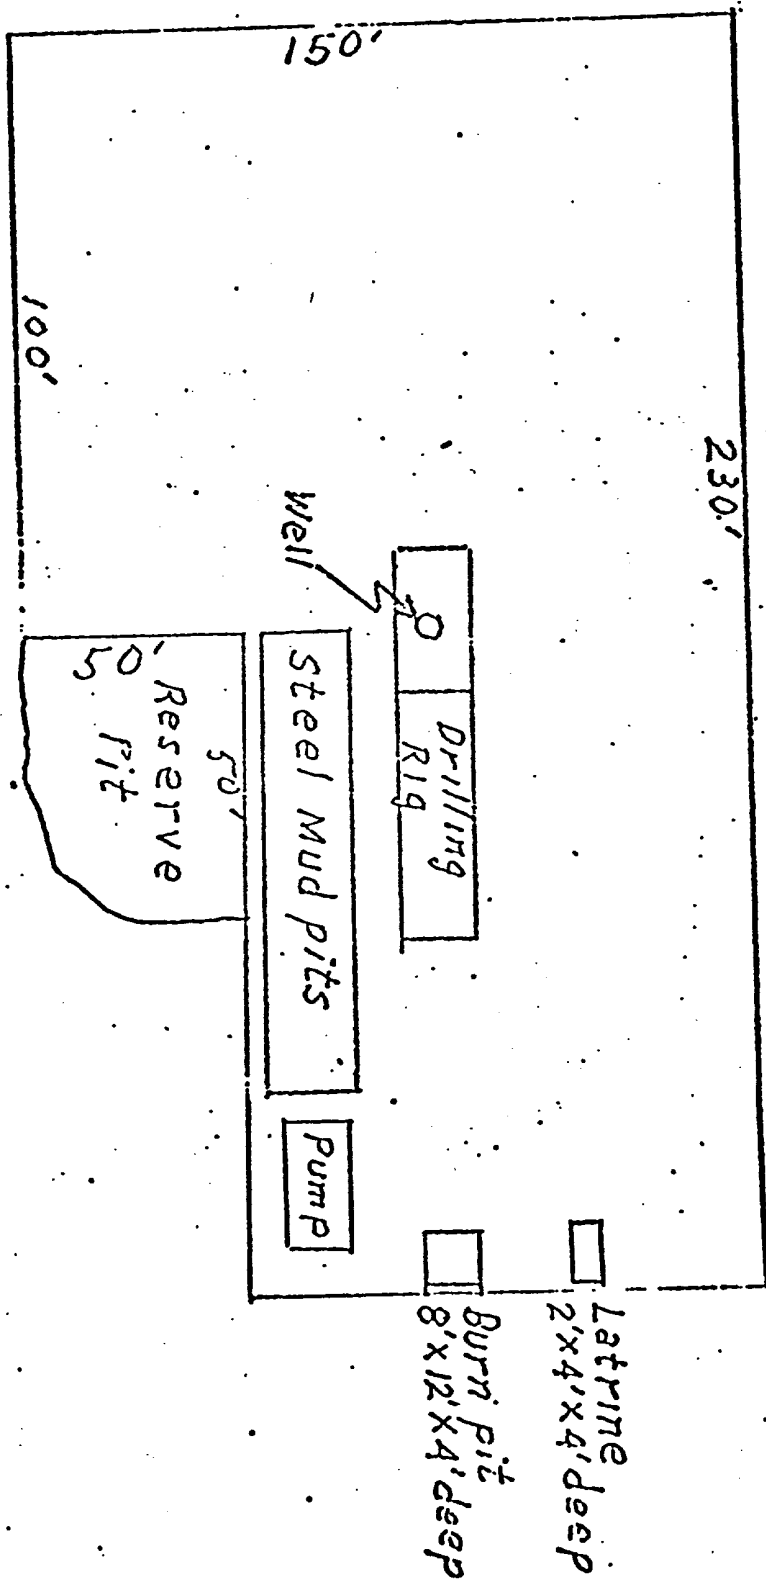 150'
230'
100'
Well
Drilling
Rig
Steel Mud pits
50'
50'
Reserve
Pit
Pump
Latrine
2'x4'x4'deep
Burn pit
8'x12'x4'deep